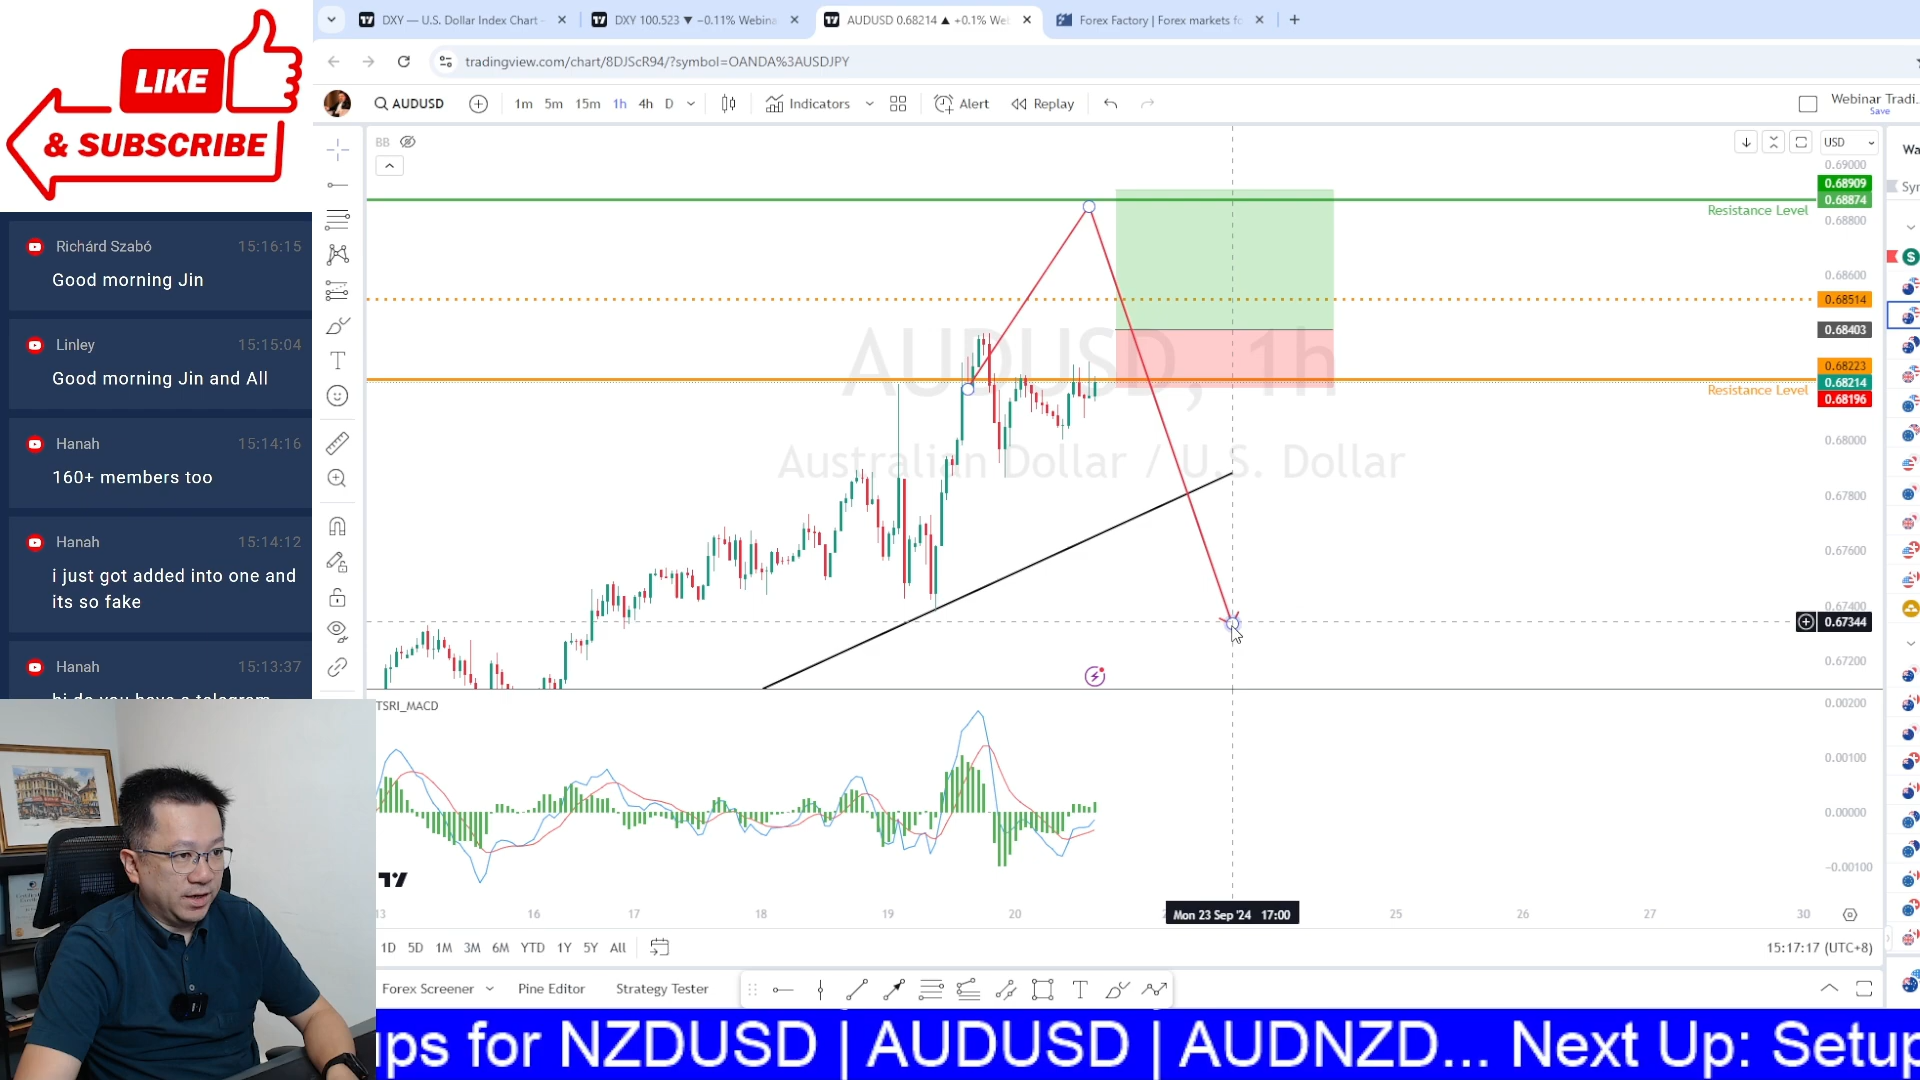 LIKE
& SUBSCRIBE
Richárd Szabó 15:16:15
Good morning Jin
Linley 15:15:04
Good morning Jin and All
Hanah 15:14:16
160+ members too
Hanah 15:14:12
i just got added into one and
its so fake
Hanah 15:13:37
hi do you have a telegram
DXY — U.S. Dollar Index Chart
DXY 100.523 ▼ −0.11% Webina
AUDUSD 0.68214 ▲ +0.1% We
Forex Factory | Forex markets fo
tradingview.com/chart/8DJScR94/?symbol=OANDA%3AUSDJPY
AUDUSD
1m 5m 15m 1h 4h D
Indicators
Alert
Replay
Webinar Tradi...
Save
BB
USD
Wa
Syr
0.69000
0.68909
0.68874
Resistance Level
0.68800
0.68600
0.68514
0.68403
0.68223
0.68214
Resistance Level
0.68196
AUDUSD, 1h
Australian Dollar / U.S. Dollar
0.68000
0.67800
0.67600
0.67400
0.67344
0.67200
TSRI_MACD
0.00200
0.00100
0.00000
−0.00100
13 16 17 18 19 20 25 26 27 30
Mon 23 Sep '24 17:00
1D 5D 1M 3M 6M YTD 1Y 5Y All
15:17:17 (UTC+8)
Forex Screener
Pine Editor
Strategy Tester
ups for NZDUSD | AUDUSD | AUDNZD... Next Up: Setup